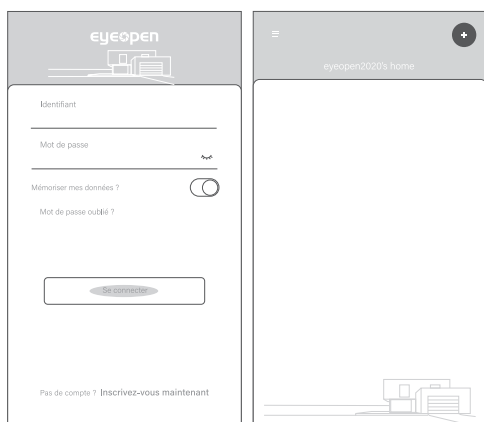 eyeopen
Identifiant
Mot de passe
Mémoriser mes données ?
Mot de passe oublié ?
Se connecter
Pas de compte ? Inscrivez-vous maintenant
eyeopen2020's home